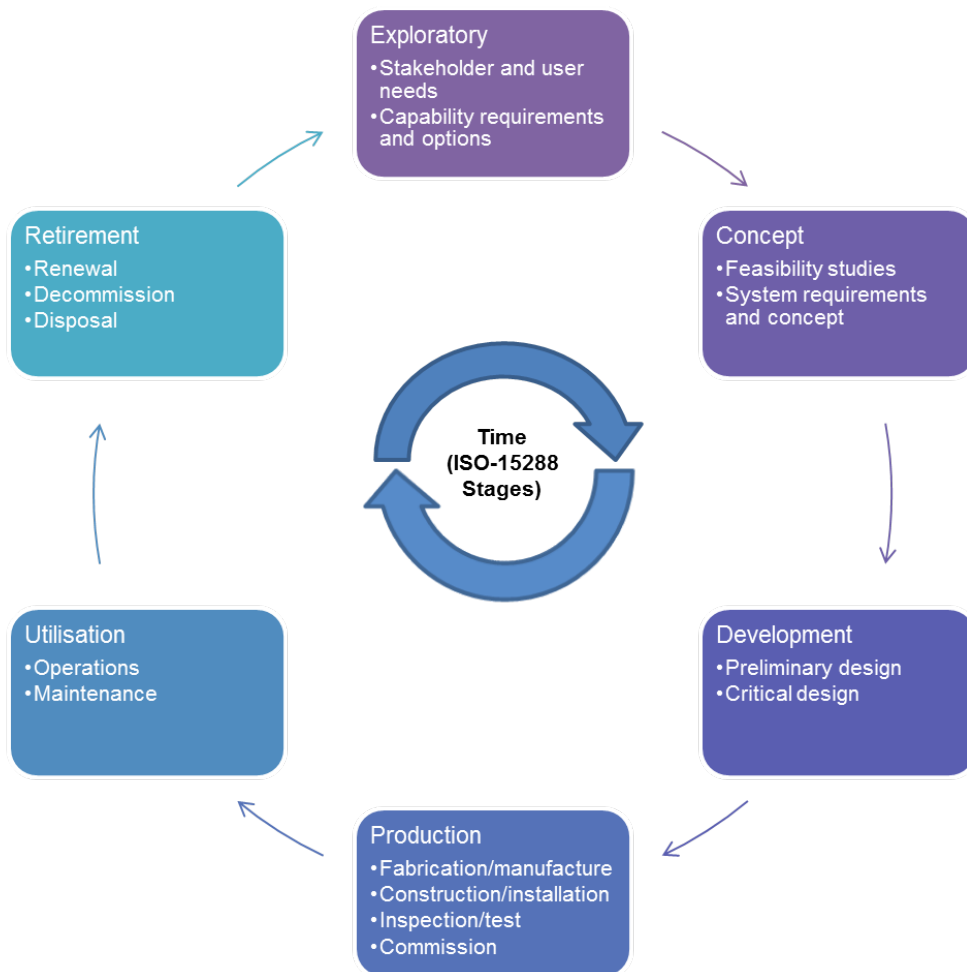 Exploratory
•Stakeholder and user
needs
•Capability requirements
and options
Concept
•Feasibility studies
•System requirements
and concept
Development
•Preliminary design
•Critical design
Production
•Fabrication/manufacture
•Construction/installation
•Inspection/test
•Commission
Utilisation
•Operations
•Maintenance
Retirement
•Renewal
•Decommission
•Disposal
Time
(ISO-15288
Stages)